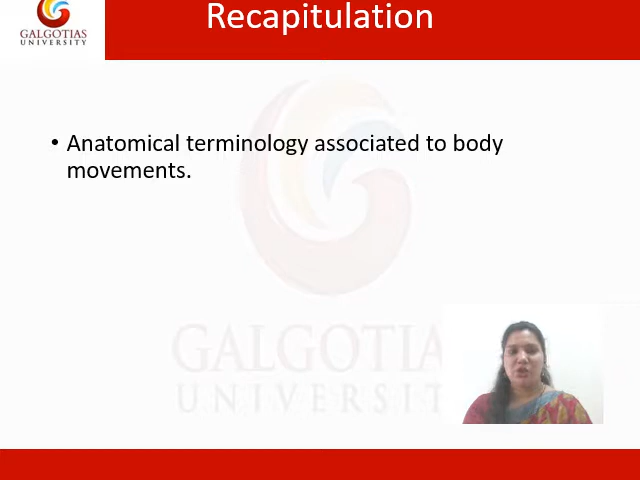 Recapitulation
GALGOTIAS
UNIVERSITY
• Anatomical terminology associated to body
movements.
GALGOTIAS
UNIVERSITY